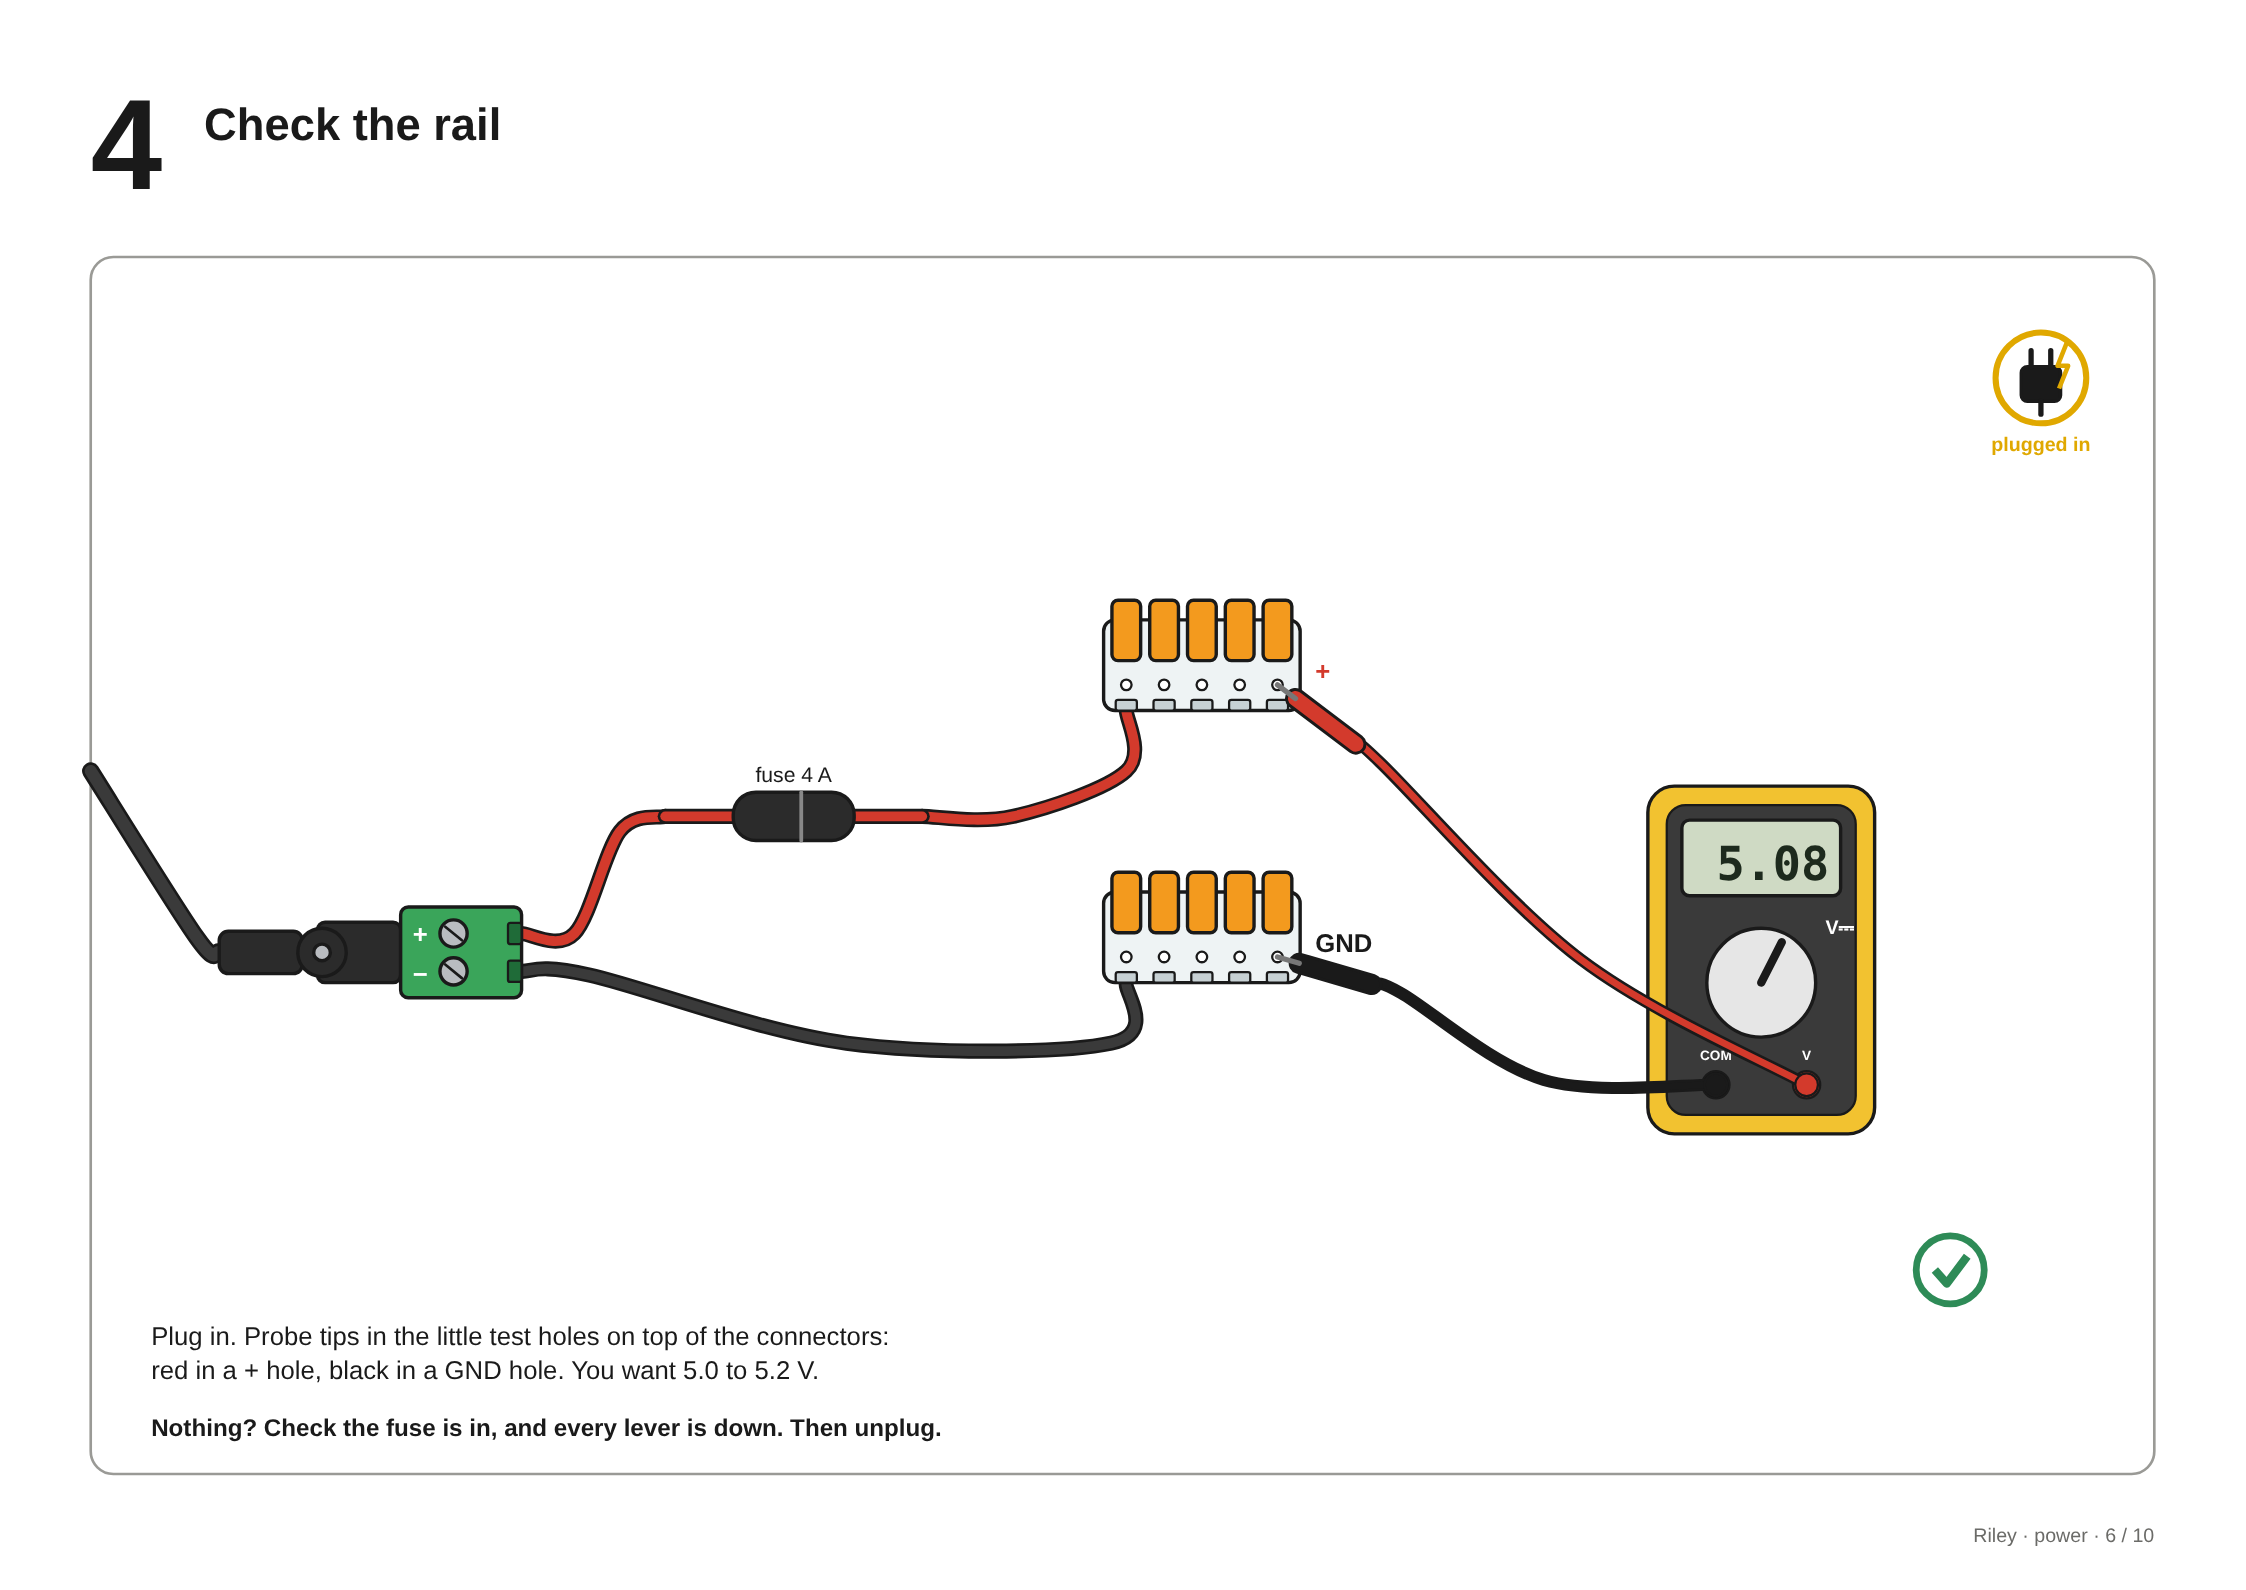 4 Check the rail
plugged in
+
fuse 4 A
5.08
+
GND
V⎓
−
COM V
Plug in. Probe tips in the little test holes on top of the connectors:
red in a + hole, black in a GND hole. You want 5.0 to 5.2 V.
Nothing? Check the fuse is in, and every lever is down. Then unplug.
Riley · power · 6 / 10